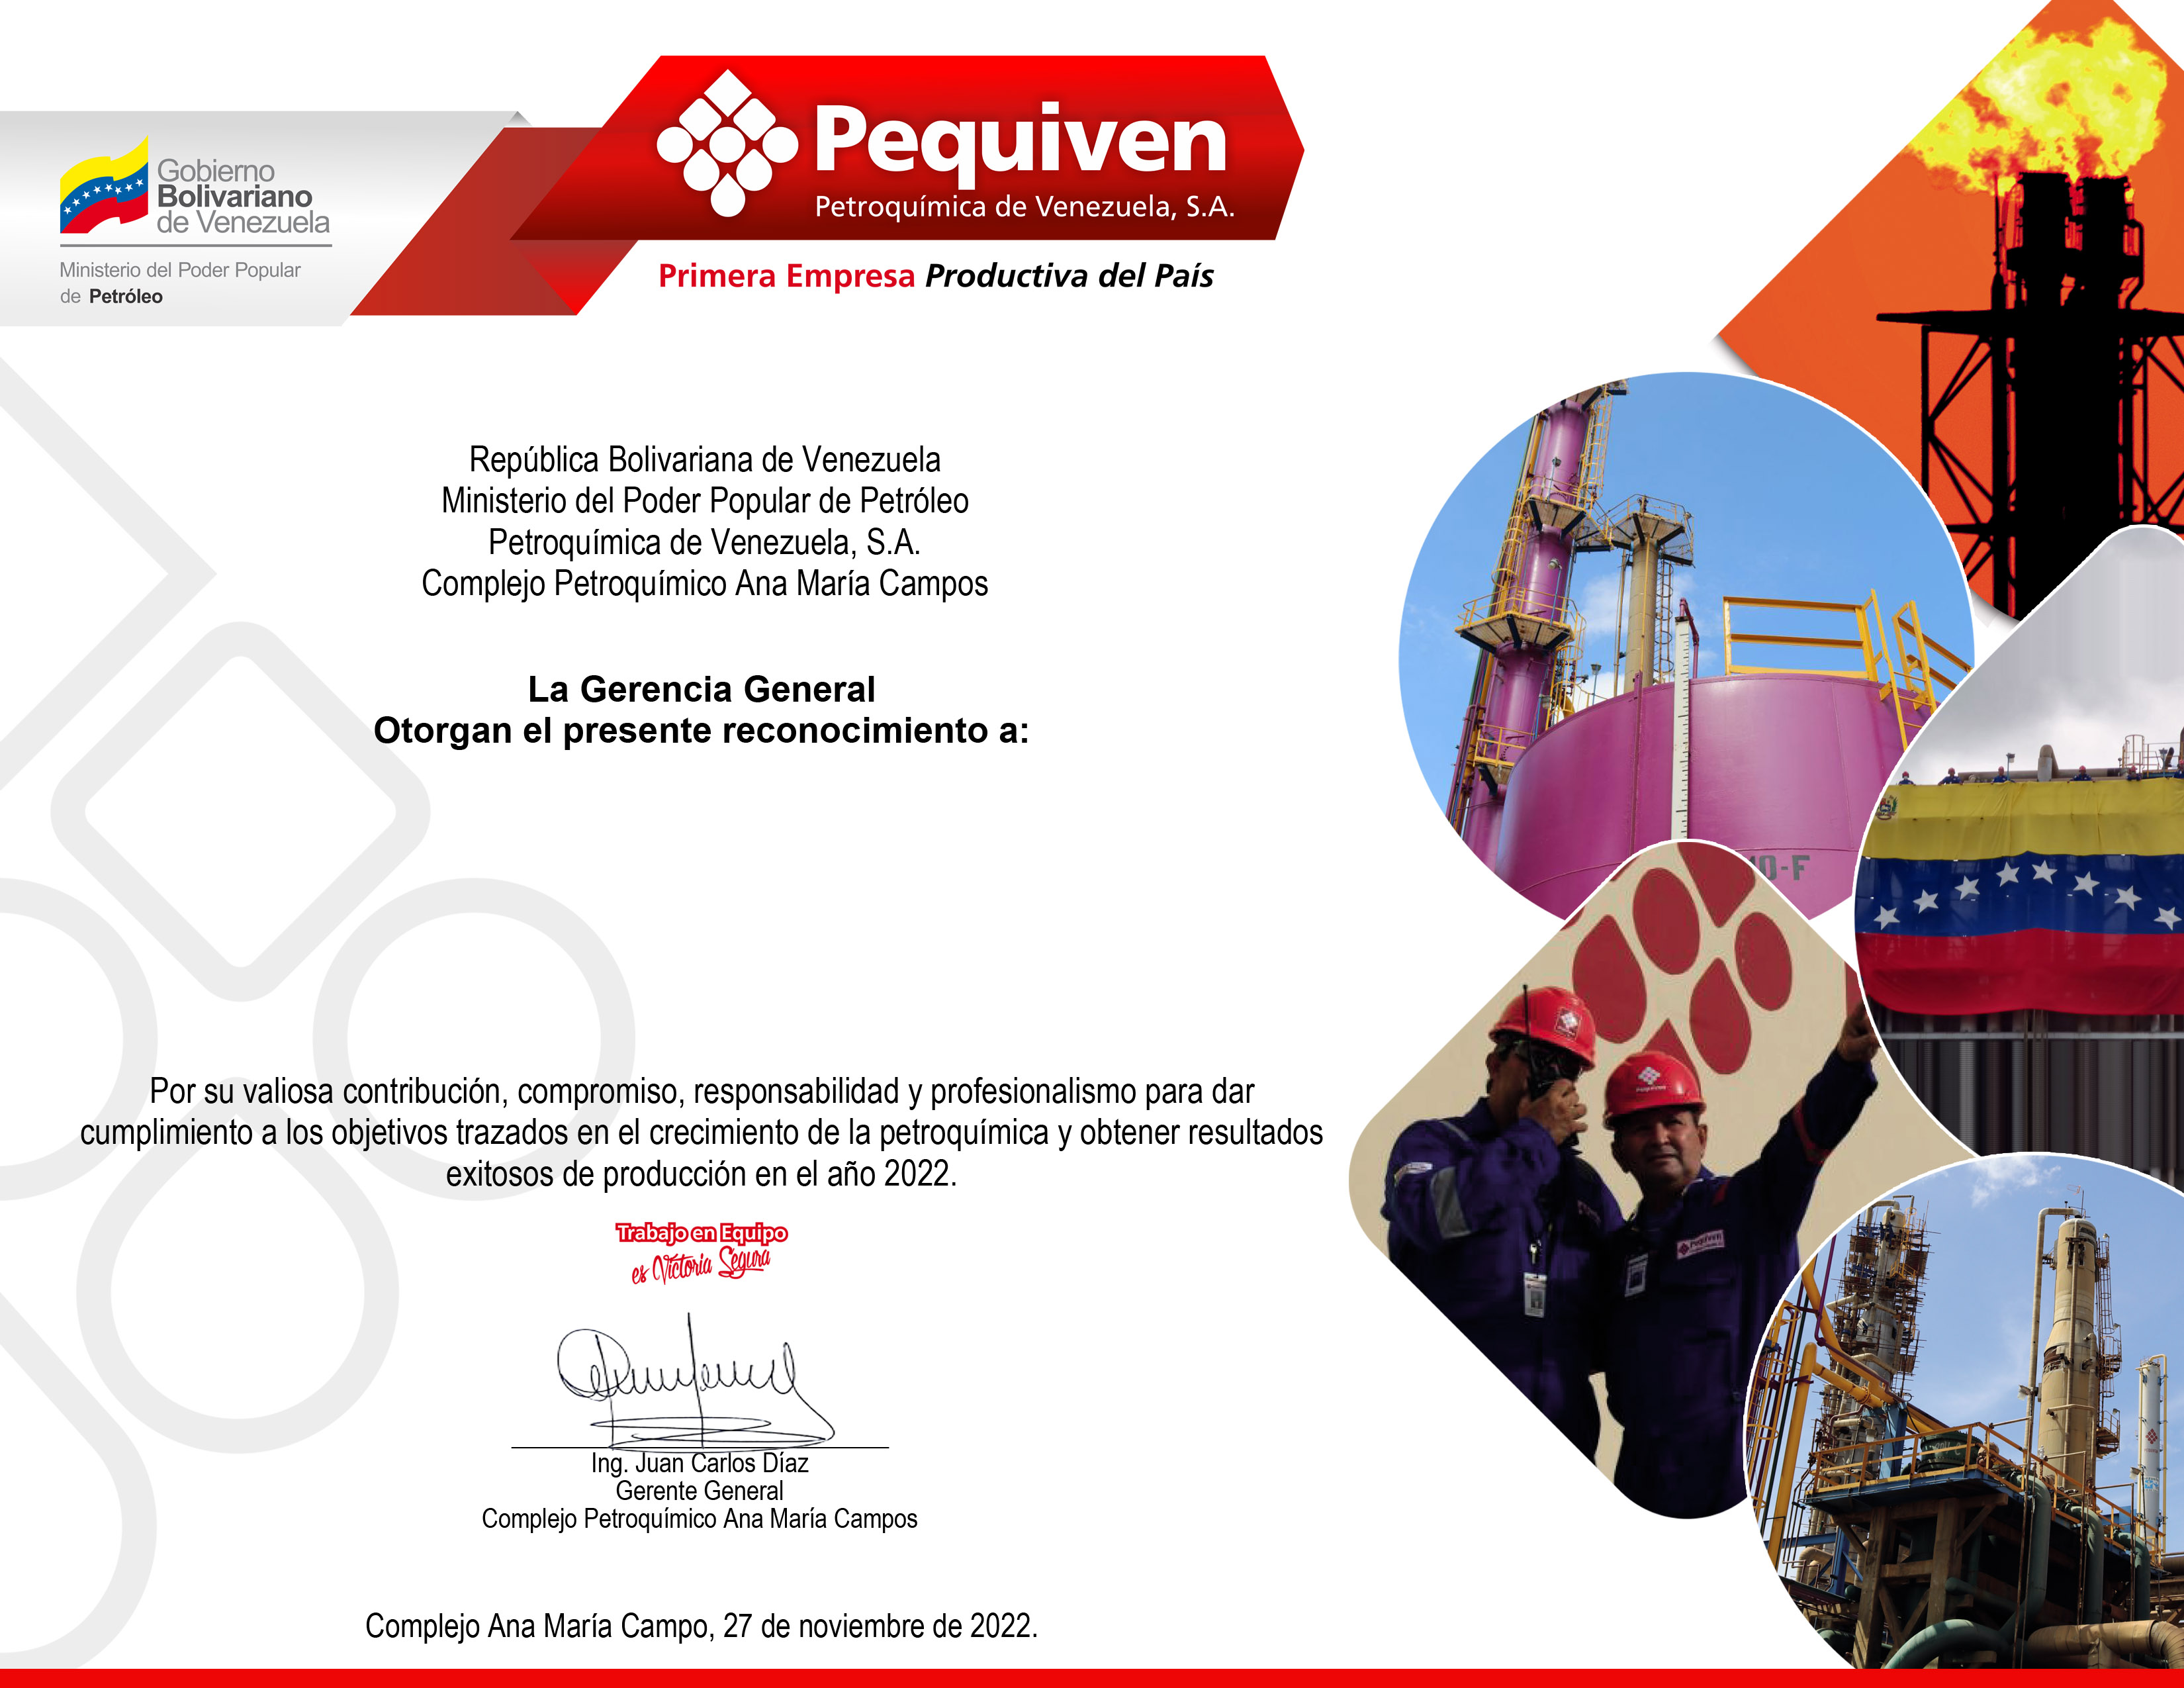 Gobierno
Bolivariano
de Venezuela
Ministerio del Poder Popular
de Petróleo
Pequiven
Petroquímica de Venezuela, S.A.
Primera Empresa Productiva del País
República Bolivariana de Venezuela
Ministerio del Poder Popular de Petróleo
Petroquímica de Venezuela, S.A.
Complejo Petroquímico Ana María Campos
La Gerencia General
Otorgan el presente reconocimiento a:
Por su valiosa contribución, compromiso, responsabilidad y profesionalismo para dar
cumplimiento a los objetivos trazados en el crecimiento de la petroquímica y obtener resultados
exitosos de producción en el año 2022.
Trabajo en Equipo
es Victoria Segura
Ing. Juan Carlos Díaz
Gerente General
Complejo Petroquímico Ana María Campos
Complejo Ana María Campo, 27 de noviembre de 2022.
0-F
Pequiven
Pequiven